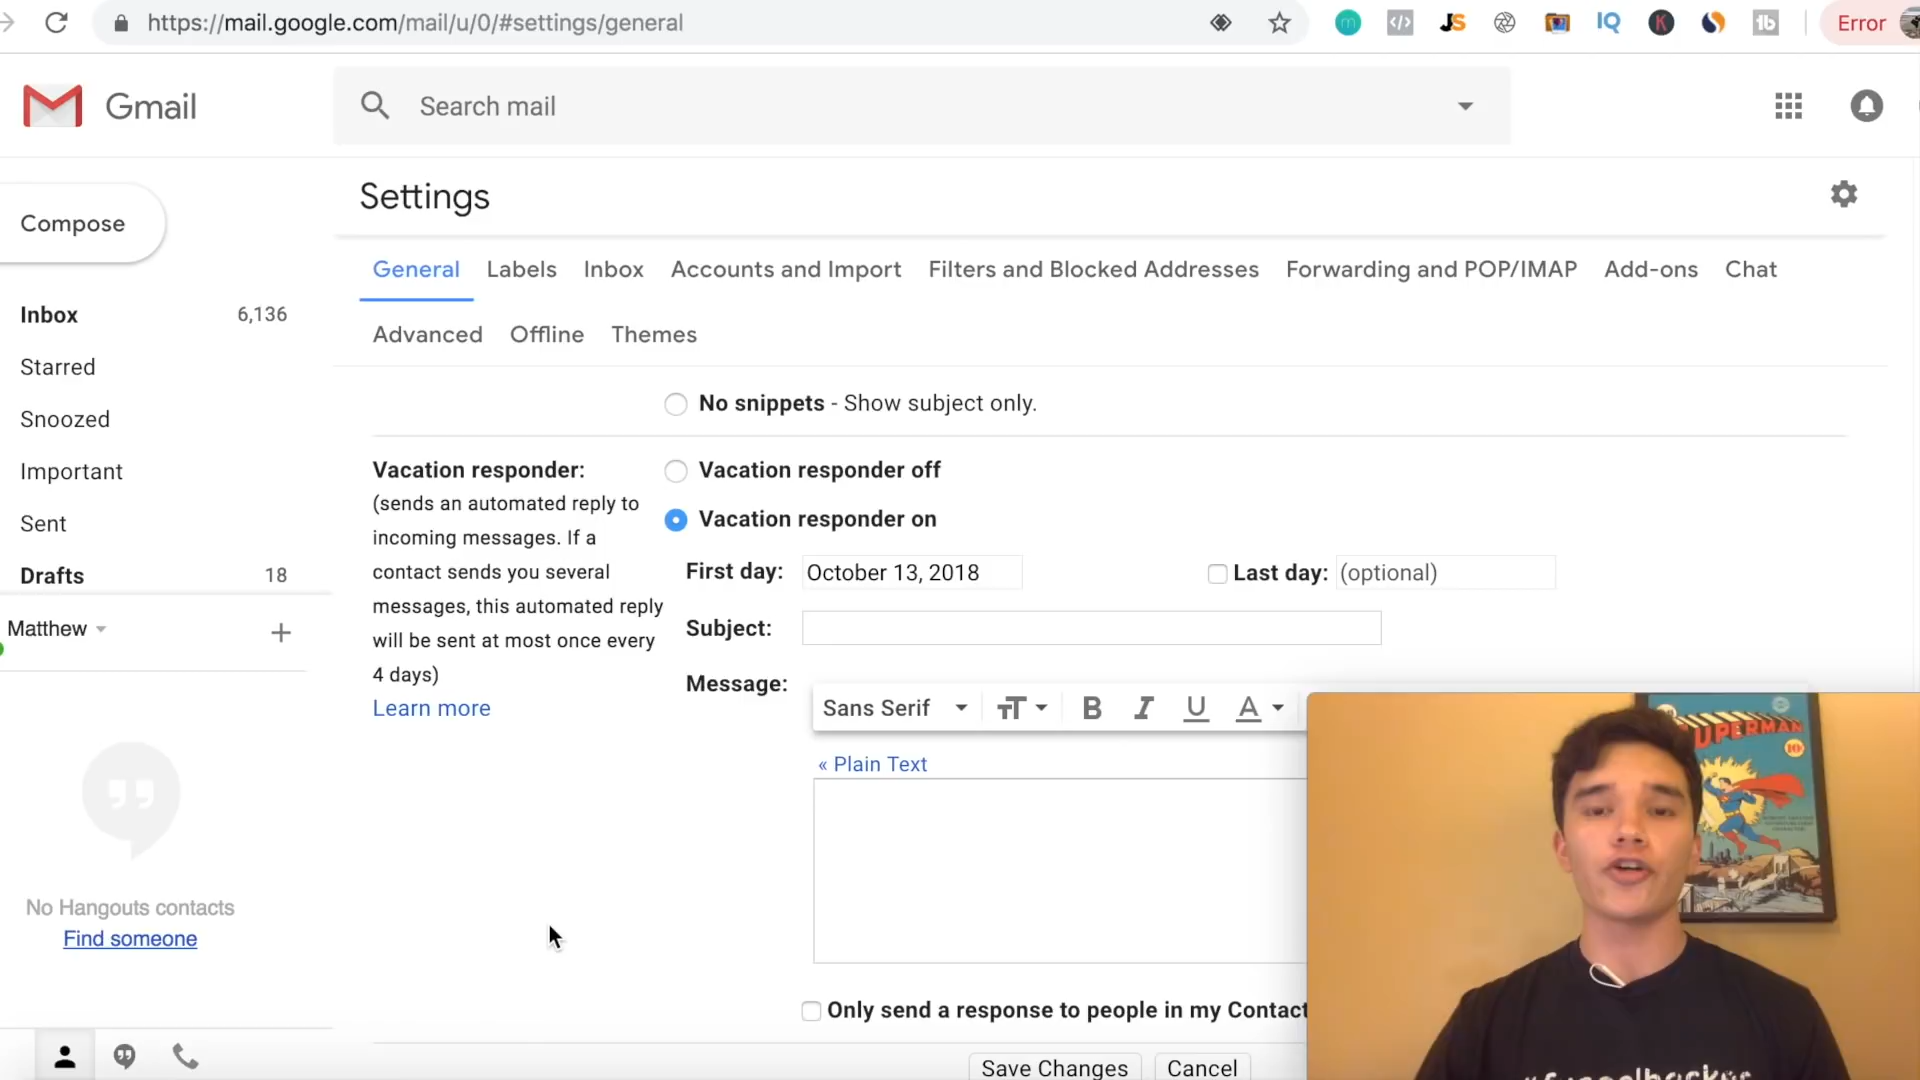 https://mail.google.com/mail/u/0/#settings/general
JS
IQ
K
tb
Error
Gmail
Search mail
Settings
Compose
General Labels Inbox Accounts and Import Filters and Blocked Addresses Forwarding and POP/IMAP Add-ons Chat
Advanced Offline Themes
Inbox 6,136
Starred
Snoozed
Important
Sent
Drafts 18
Matthew
No Hangouts contacts
Find someone
No snippets - Show subject only.
Vacation responder:
(sends an automated reply to
incoming messages. If a
contact sends you several
messages, this automated reply
will be sent at most once every
4 days)
Learn more
Vacation responder off
Vacation responder on
First day: October 13, 2018 Last day: (optional)
Subject:
Message:
Sans Serif B I U A
« Plain Text
Only send a response to people in my Contact
Save Changes Cancel
SUPERMAN
10¢